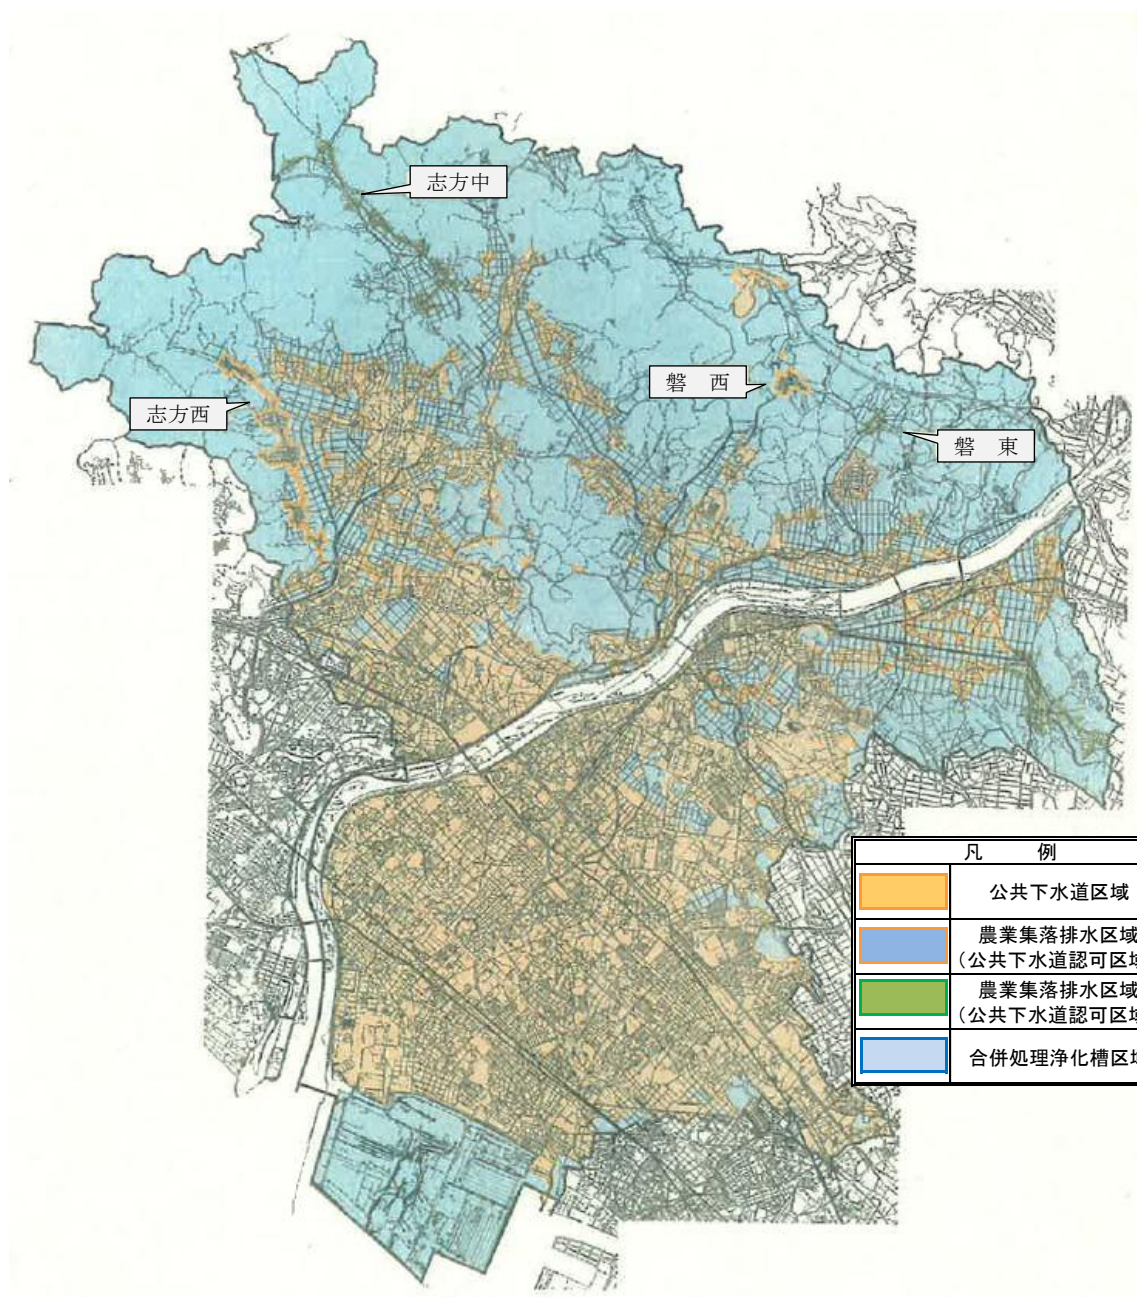 志方中
磐　西
志方西
磐　東
凡　例
公共下水道区域
農業集落排水区域
（公共下水道認可区域
農業集落排水区域
（公共下水道認可区域
合併処理浄化槽区域